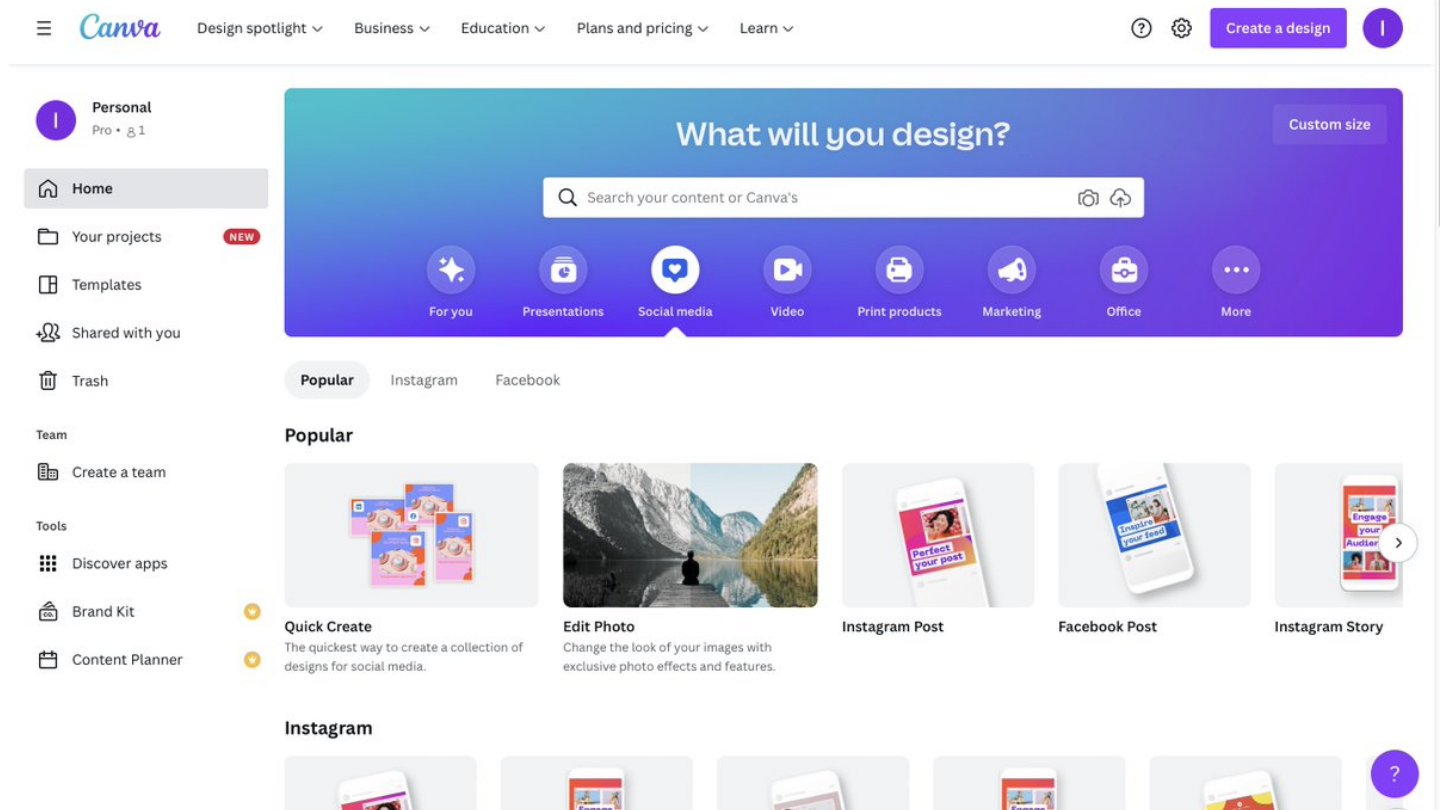 Canva
Design spotlight
Business
Education
Plans and pricing
Learn
Create a design
I
I
Personal
Pro • 1
Home
Your projects
NEW
Templates
Shared with you
Trash
Team
Create a team
Tools
Discover apps
Brand Kit
Content Planner
What will you design?
Custom size
Search your content or Canva's
For you
Presentations
Social media
Video
Print products
Marketing
Office
More
Popular
Instagram
Facebook
Popular
Perfect
your post
Inspire
your feed
Engage
your
Quick Create
The quickest way to create a collection of
designs for social media.
Edit Photo
Change the look of your images with
exclusive photo effects and features.
Instagram Post
Facebook Post
Instagram Story
Instagram
Engage
Engage
?